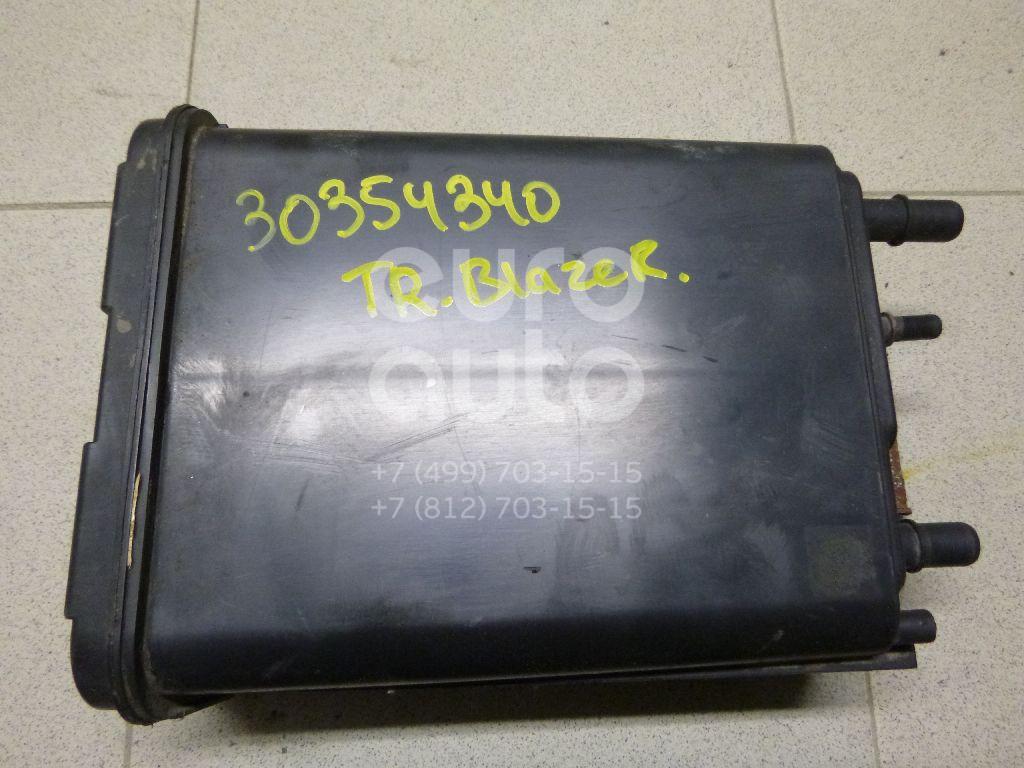 30354340
TR. BlazeR.
euro
auto
+7 (499) 703-15-15
+7 (812) 703-15-15